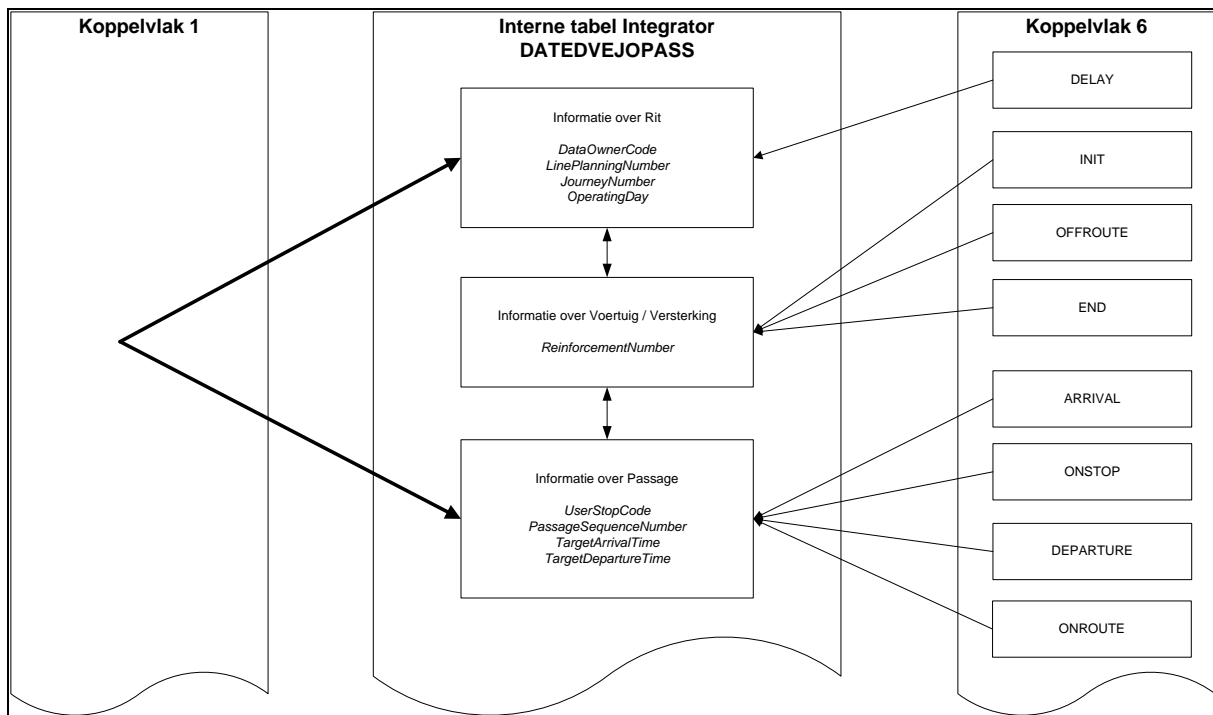 Koppelvlak 1
Interne tabel Integrator
DATEDVEJOPASS
Informatie over Rit
DataOwnerCode
LinePlanningNumber
JourneyNumber
OperatingDay
Informatie over Voertuig / Versterking
ReinforcementNumber
Informatie over Passage
UserStopCode
PassageSequenceNumber
TargetArrivalTime
TargetDepartureTime
Koppelvlak 6
DELAY
INIT
OFFROUTE
END
ARRIVAL
ONSTOP
DEPARTURE
ONROUTE